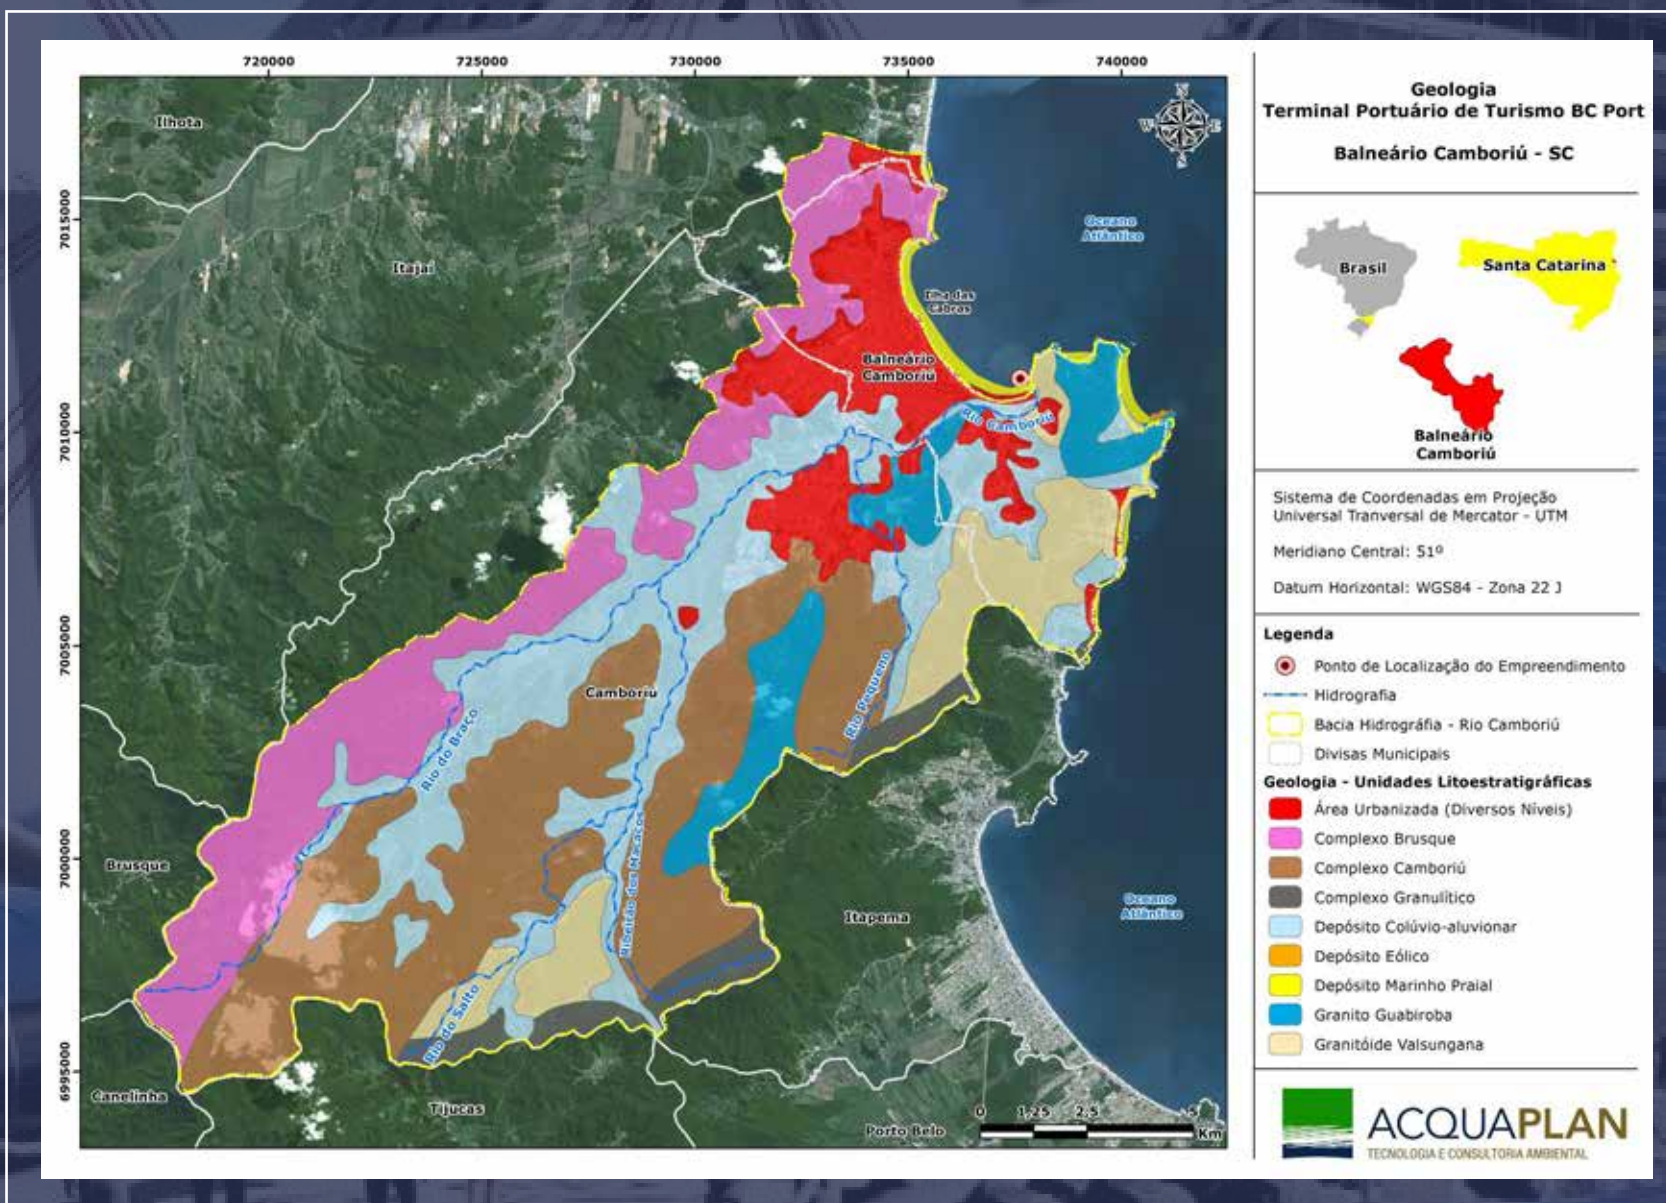 720000
725000
730000
735000
740000
7015000
7010000
7005000
7000000
6995000
N
W
E
S
Ilhota
Itajaí
Oceano
Atlântico
Ilha das
Cabras
Balneário
Camboriú
Rio Camboriú
Camboriú
Rio Pequeno
Rio do Braço
Ribeirão dos Macacos
Brusque
Rio do Salto
Itapema
Oceano
Atlântico
Canelinha
Tijucas
Porto Belo
0 1,25 2,5 5
Km
Geologia
Terminal Portuário de Turismo BC Port
Balneário Camboriú - SC
Brasil
Santa Catarina
Balneário
Camboriú
Sistema de Coordenadas em Projeção
Universal Tranversal de Mercator - UTM
Meridiano Central: 51º
Datum Horizontal: WGS84 - Zona 22 J
Legenda
Ponto de Localização do Empreendimento
Hidrografia
Bacia Hidrográfia - Rio Camboriú
Divisas Municipais
Geologia - Unidades Litoestratigráficas
Área Urbanizada (Diversos Níveis)
Complexo Brusque
Complexo Camboriú
Complexo Granulítico
Depósito Colúvio-aluvionar
Depósito Eólico
Depósito Marinho Praial
Granito Guabiroba
Granitóide Valsungana
ACQUAPLAN
TECNOLOGIA E CONSULTORIA AMBIENTAL